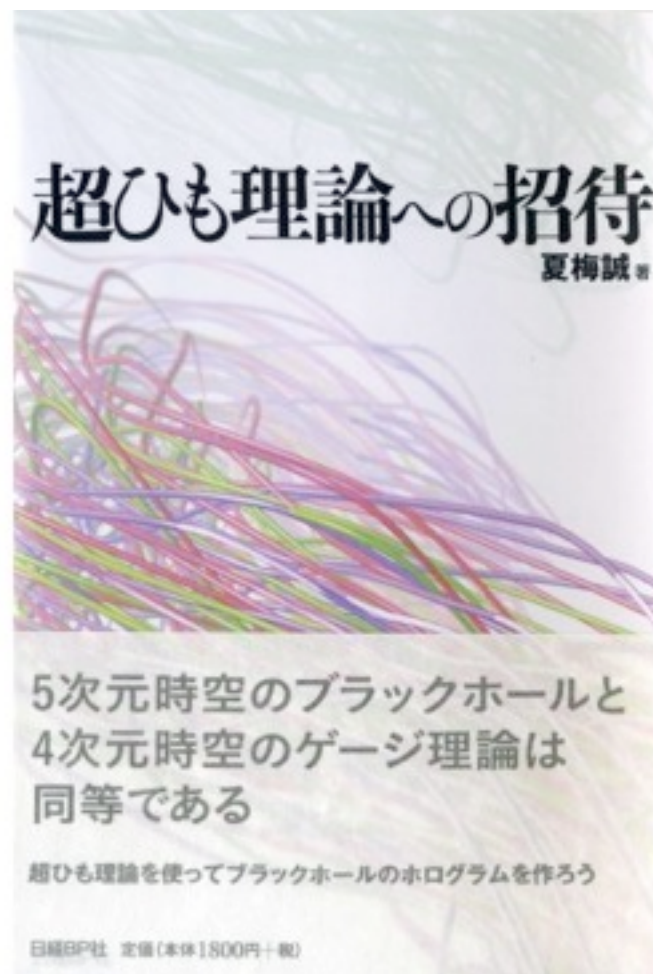 超ひも理論への招待
夏梅誠 著
5次元時空のブラックホールと
4次元時空のゲージ理論は
同等である
超ひも理論を使ってブラックホールのホログラムを作ろう
日経BP社 定価(本体1800円+税)